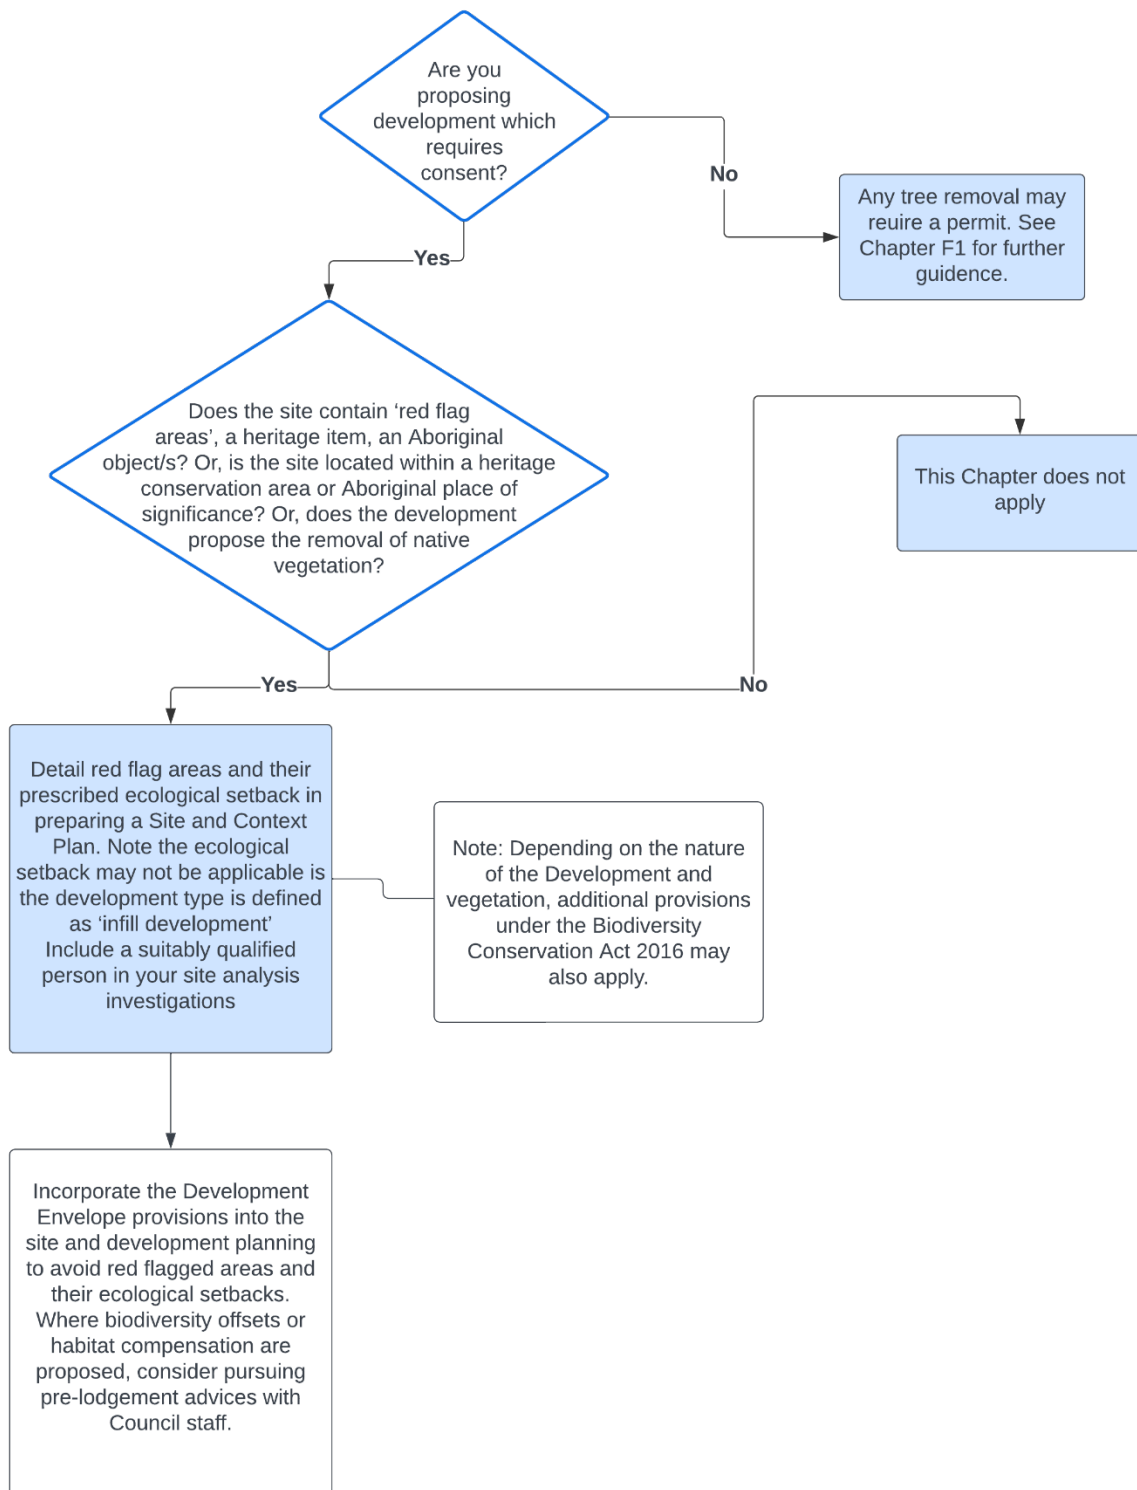 Are you
proposing
development which
requires
consent?
No
Any tree removal may
reuire a permit. See
Chapter F1 for further
guidence.
Yes
Does the site contain ‘red flag
areas’, a heritage item, an Aboriginal
object/s? Or, is the site located within a heritage
conservation area or Aboriginal place of
significance? Or, does the development
propose the removal of native
vegetation?
This Chapter does not
apply
Yes
No
Detail red flag areas and their
prescribed ecological setback in
preparing a Site and Context
Plan. Note the ecological
setback may not be applicable is
the development type is defined
as ‘infill development’
Include a suitably qualified
person in your site analysis
investigations
Note: Depending on the nature
of the Development and
vegetation, additional provisions
under the Biodiversity
Conservation Act 2016 may
also apply.
Incorporate the Development
Envelope provisions into the
site and development planning
to avoid red flagged areas and
their ecological setbacks.
Where biodiversity offsets or
habitat compensation are
proposed, consider pursuing
pre-lodgement advices with
Council staff.